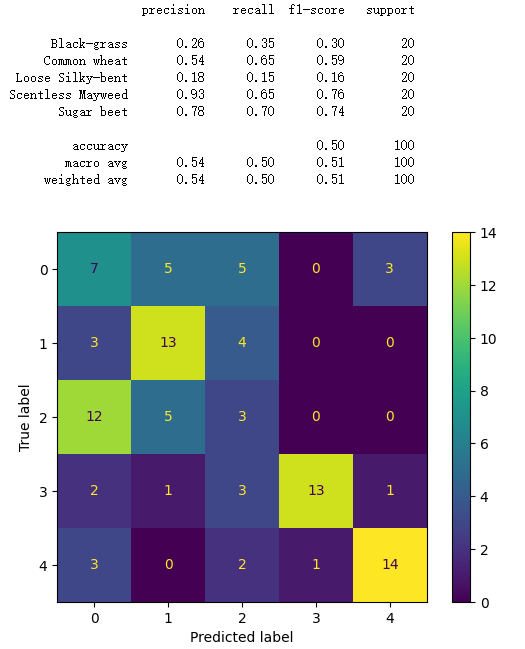 precision recall f1-score support
Black-grass 0.26 0.35 0.30 20
Common wheat 0.54 0.65 0.59 20
Loose Silky-bent 0.18 0.15 0.16 20
Scentless Mayweed 0.93 0.65 0.76 20
Sugar beet 0.78 0.70 0.74 20
accuracy 0.50 100
macro avg 0.54 0.50 0.51 100
weighted avg 0.54 0.50 0.51 100
14
0 7 5 5 0 3
12
1 3 13 4 0 0
10
8
True label
2 12 5 3 0 0
6
3 2 1 3 13 1
4
4 3 0 2 1 14
2
0
0 1 2 3 4
Predicted label